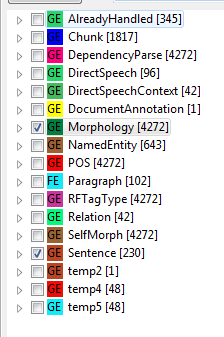 GE AlreadyHandled [345]
GE Chunk [1817]
GE DependencyParse [4272]
GE DirectSpeech [96]
GE DirectSpeechContext [42]
GE DocumentAnnotation [1]
GE Morphology [4272]
GE NamedEntity [643]
GE POS [4272]
FE Paragraph [102]
GE RFTagType [4272]
GE Relation [42]
GE SelfMorph [4272]
GE Sentence [230]
GE temp2 [1]
GE temp4 [48]
GE temp5 [48]